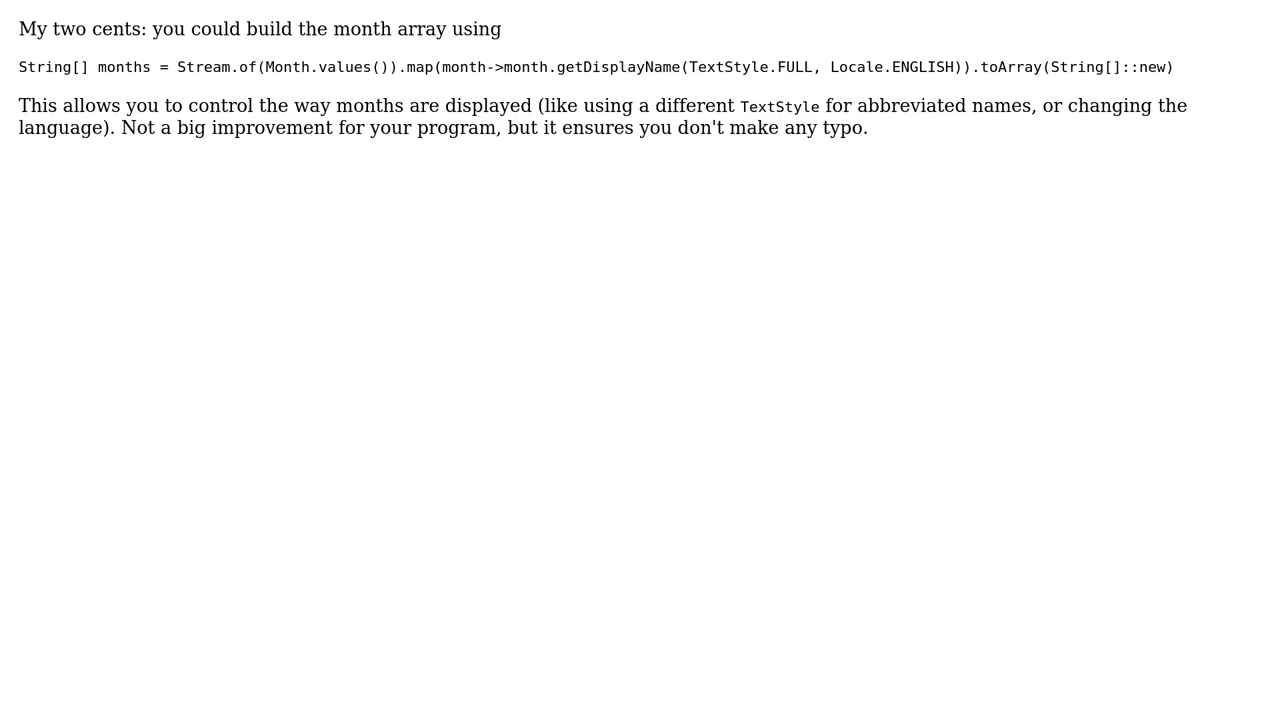 My two cents: you could build the month array using
String[] months = Stream.of(Month.values()).map(month->month.getDisplayName(TextStyle.FULL, Locale.ENGLISH)).toArray(String[]::new)
This allows you to control the way months are displayed (like using a different TextStyle for abbreviated names, or changing the
language). Not a big improvement for your program, but it ensures you don't make any typo.